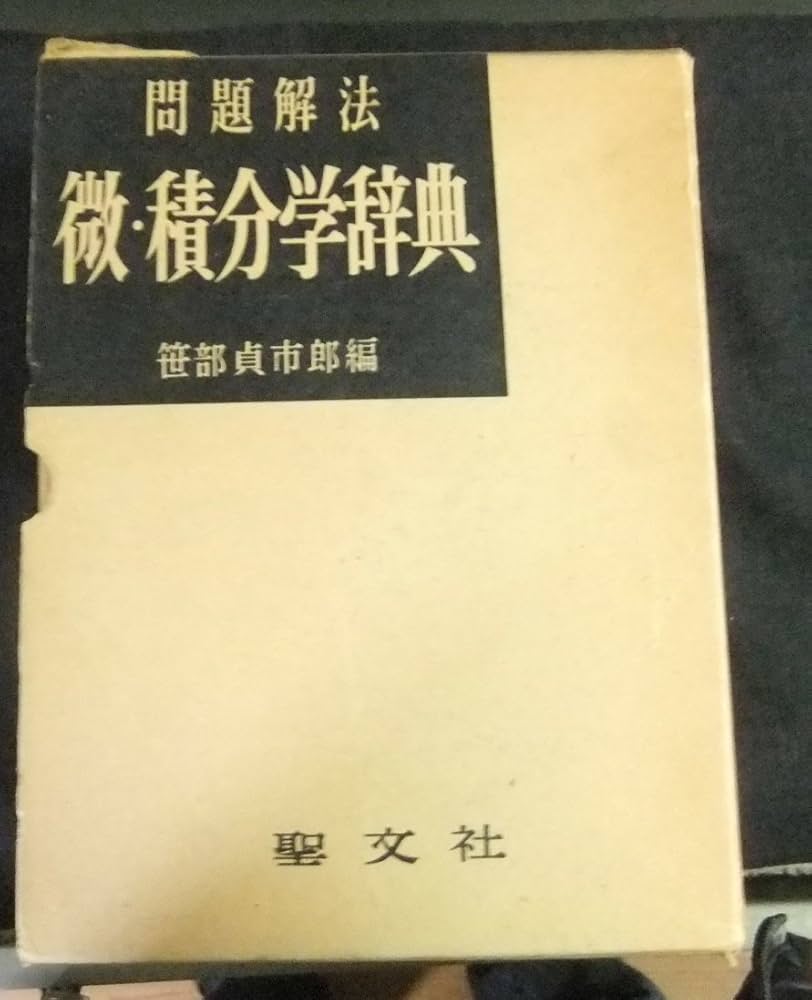 問題解法
微・積分学辞典
笹部貞市郎編
聖文社